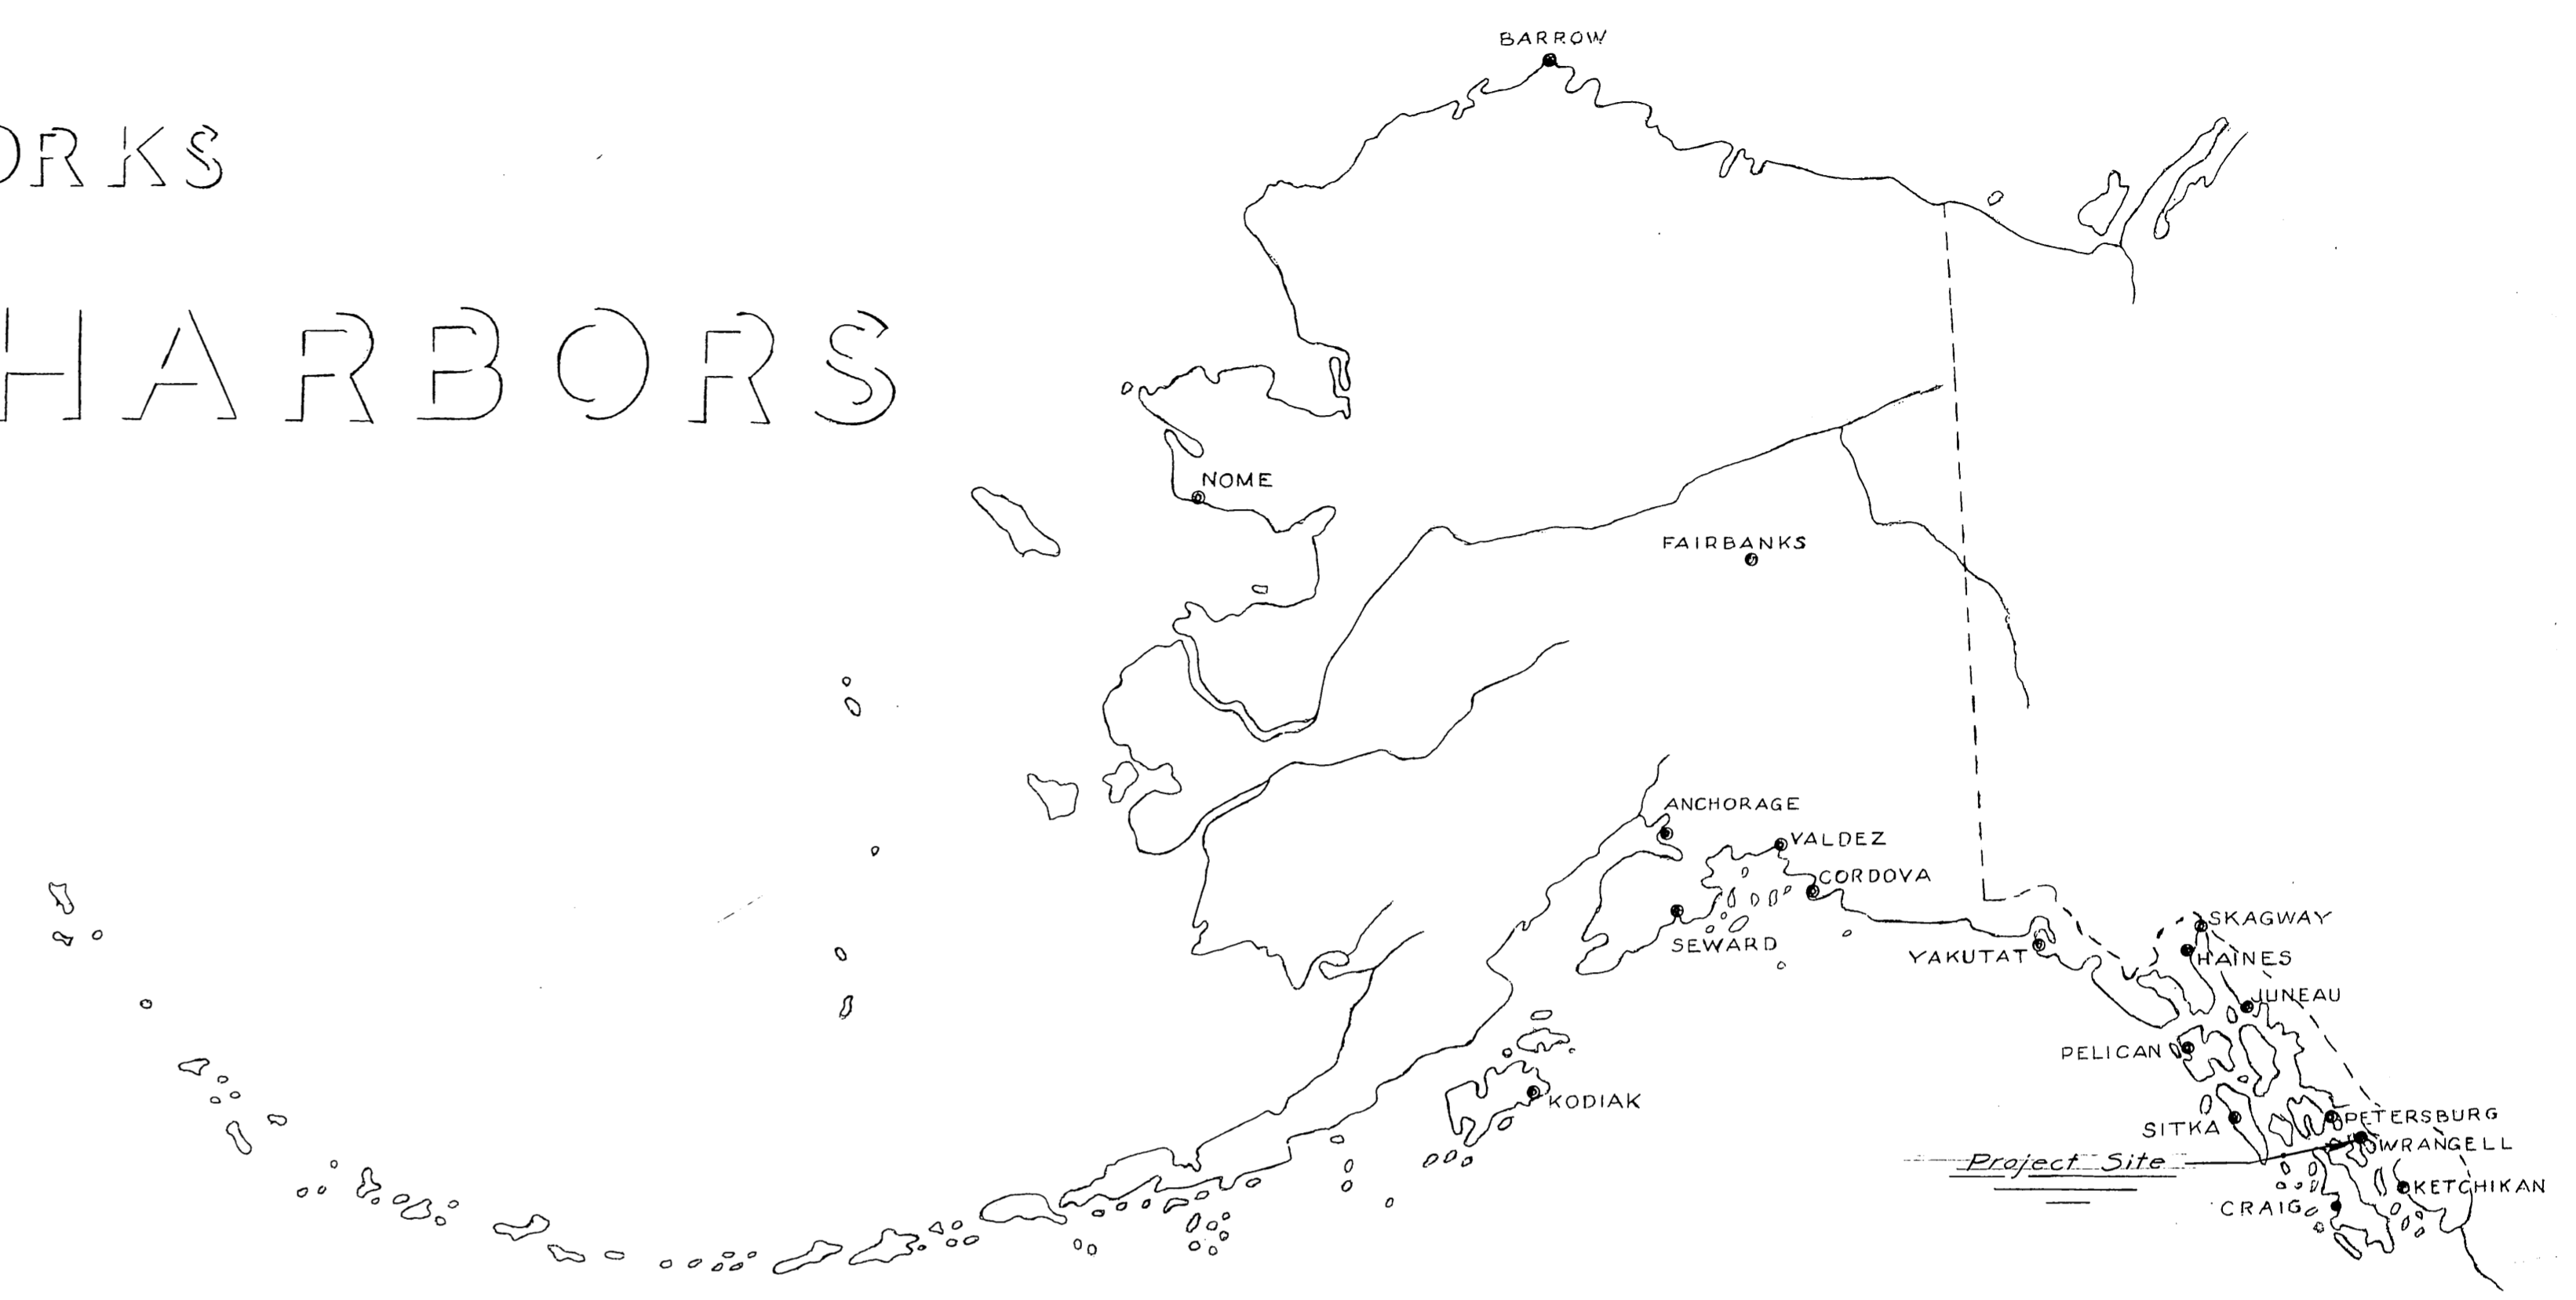 BARROW
ORKS
HARBORS
NOME
FAIRBANKS
ANCHORAGE
VALDEZ
CORDOVA
SKAGWAY
SEWARD
YAKUTAT
HAINES
JUNEAU
PELICAN
KODIAK
PETERSBURG
SITKA
WRANGELL
Project Site
KETCHIKAN
CRAIG